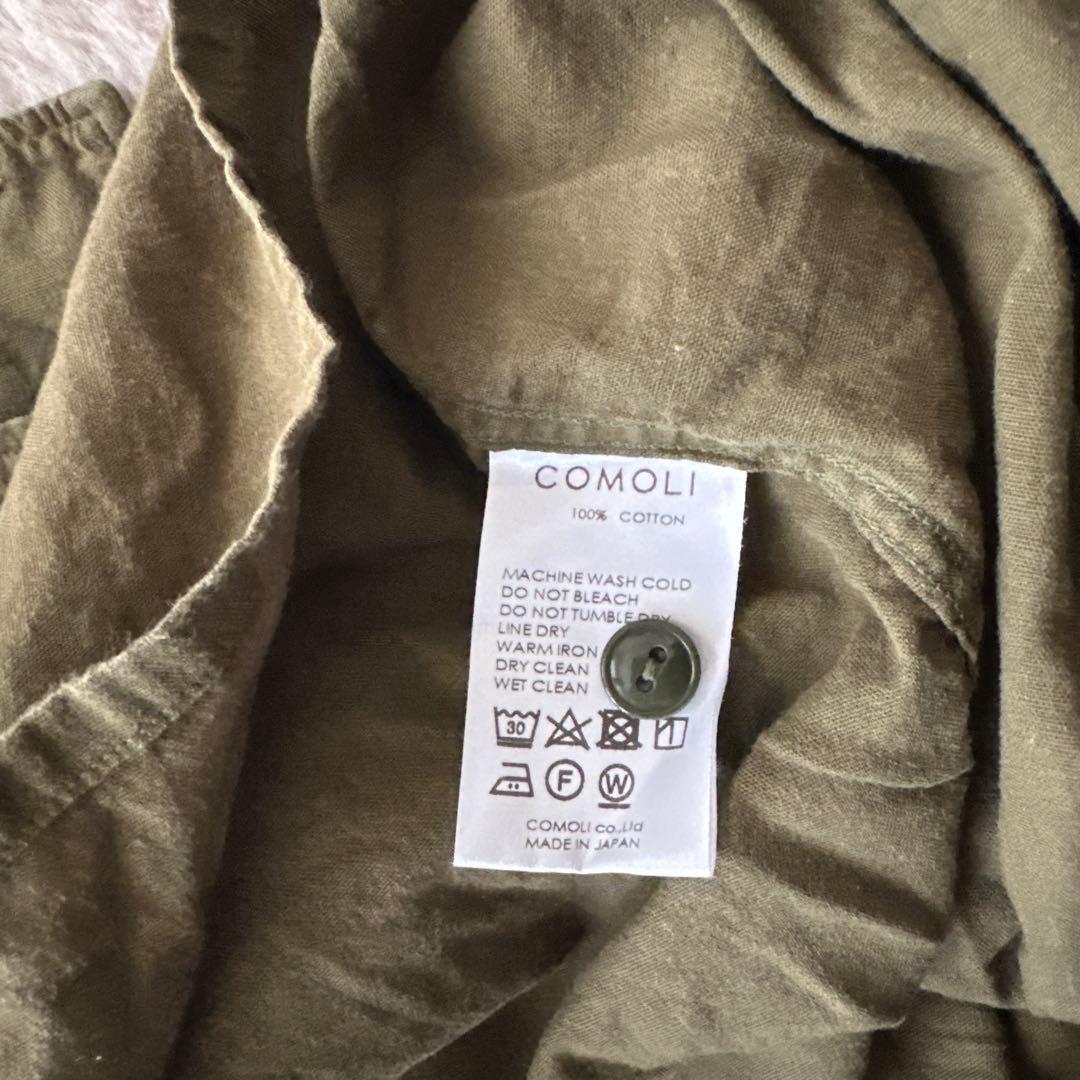 COMOLI
100% COTTON
MACHINE WASH COLD
DO NOT BLEACH
DO NOT TUMBLE DRY
LINE DRY
WARM IRON
DRY CLEAN
WET CLEAN
30
F W
COMOLI co.,Ltd
MADE IN JAPAN